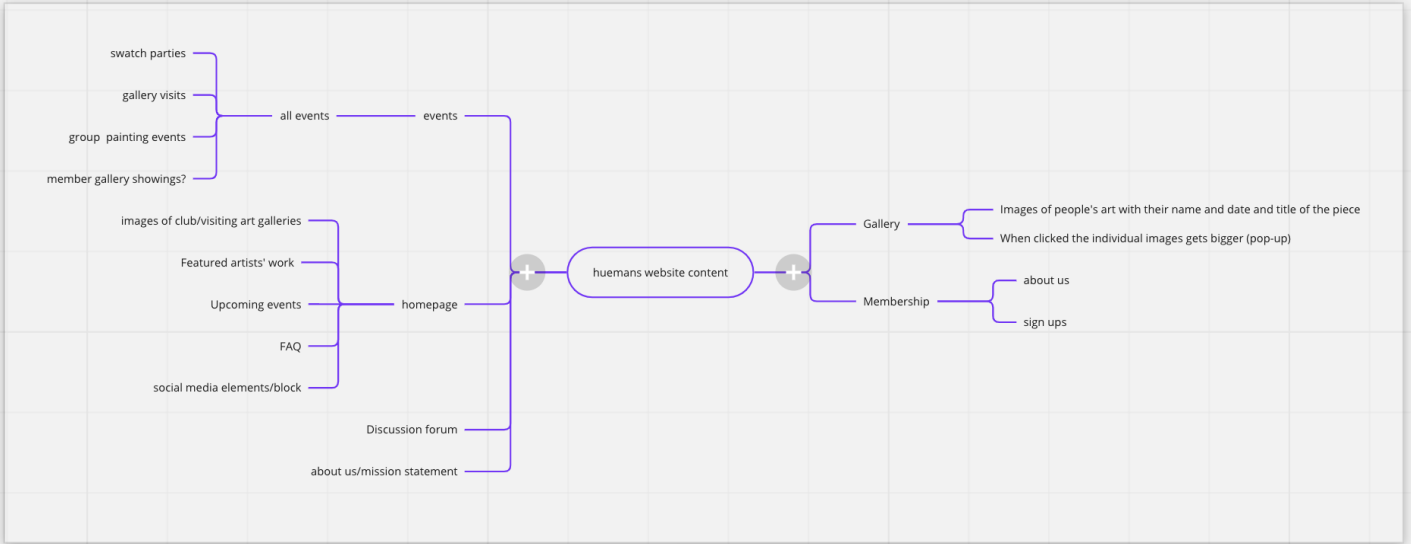 swatch parties
gallery visits
group  painting events
member gallery showings?
all events
events
images of club/visiting art galleries
Featured artists' work
Upcoming events
FAQ
social media elements/block
homepage
Discussion forum
about us/mission statement
huemans website content
Gallery
Images of people's art with their name and date and title of the piece
When clicked the individual images gets bigger (pop-up)
Membership
about us
sign ups